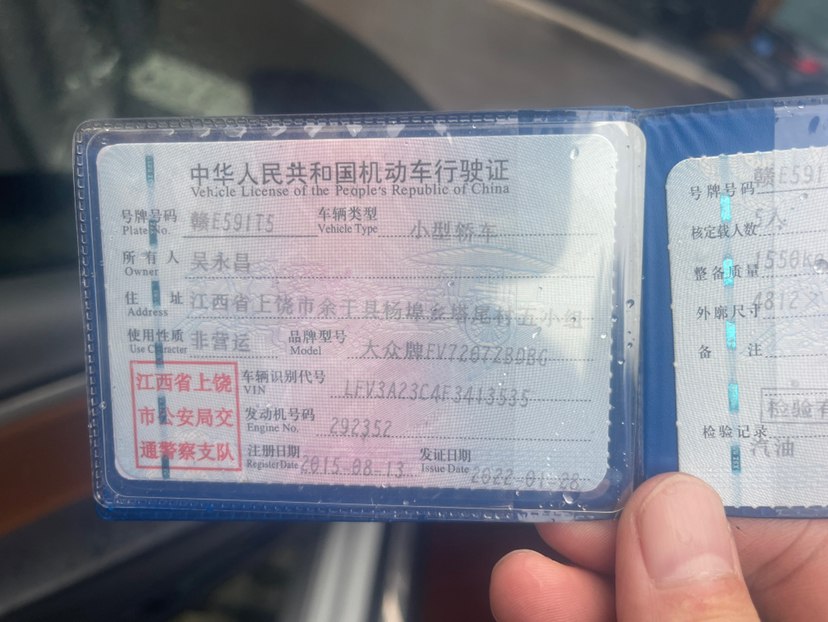 中华人民共和国机动车行驶证
Vehicle License of the People's Republic of China
号牌号码 赣E591T5 车辆类型 小型轿车
Plate No. Vehicle Type
所有人 吴永昌
Owner
住址 江西省上饶市余干县杨埠乡塔尾村五小组
Address
使用性质 非营运 品牌型号 大众牌FV7207ZBDBG
Use Character Model
江西省上饶
市公安局交
通警察支队
车辆识别代号 LFV3A23C4F3413535
VIN
发动机号码 292352
Engine No.
注册日期 2015-08-13 发证日期 2022-01-28
Register Date Issue Date
号牌号码 赣E591
核定载人数 5人
整备质量 1550kg
外廓尺寸 4812×
备注
检验有
检验记录
汽油